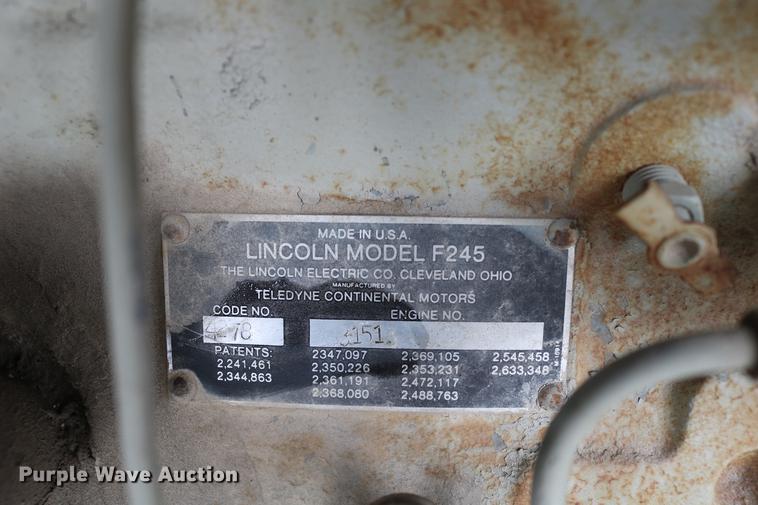 MADE IN U.S.A.
LINCOLN MODEL F245
THE LINCOLN ELECTRIC CO. CLEVELAND OHIO
MANUFACTURED BY
TELEDYNE CONTINENTAL MOTORS
CODE NO. ENGINE NO.
PATENTS: 2347,097 2,369,105 2,545,458
2,241,461 2,350,226 2,353,231 2,633,348
2,344,863 2,361,191 2,472,117
2,368,080 2,488,763
Purple Wave Auction